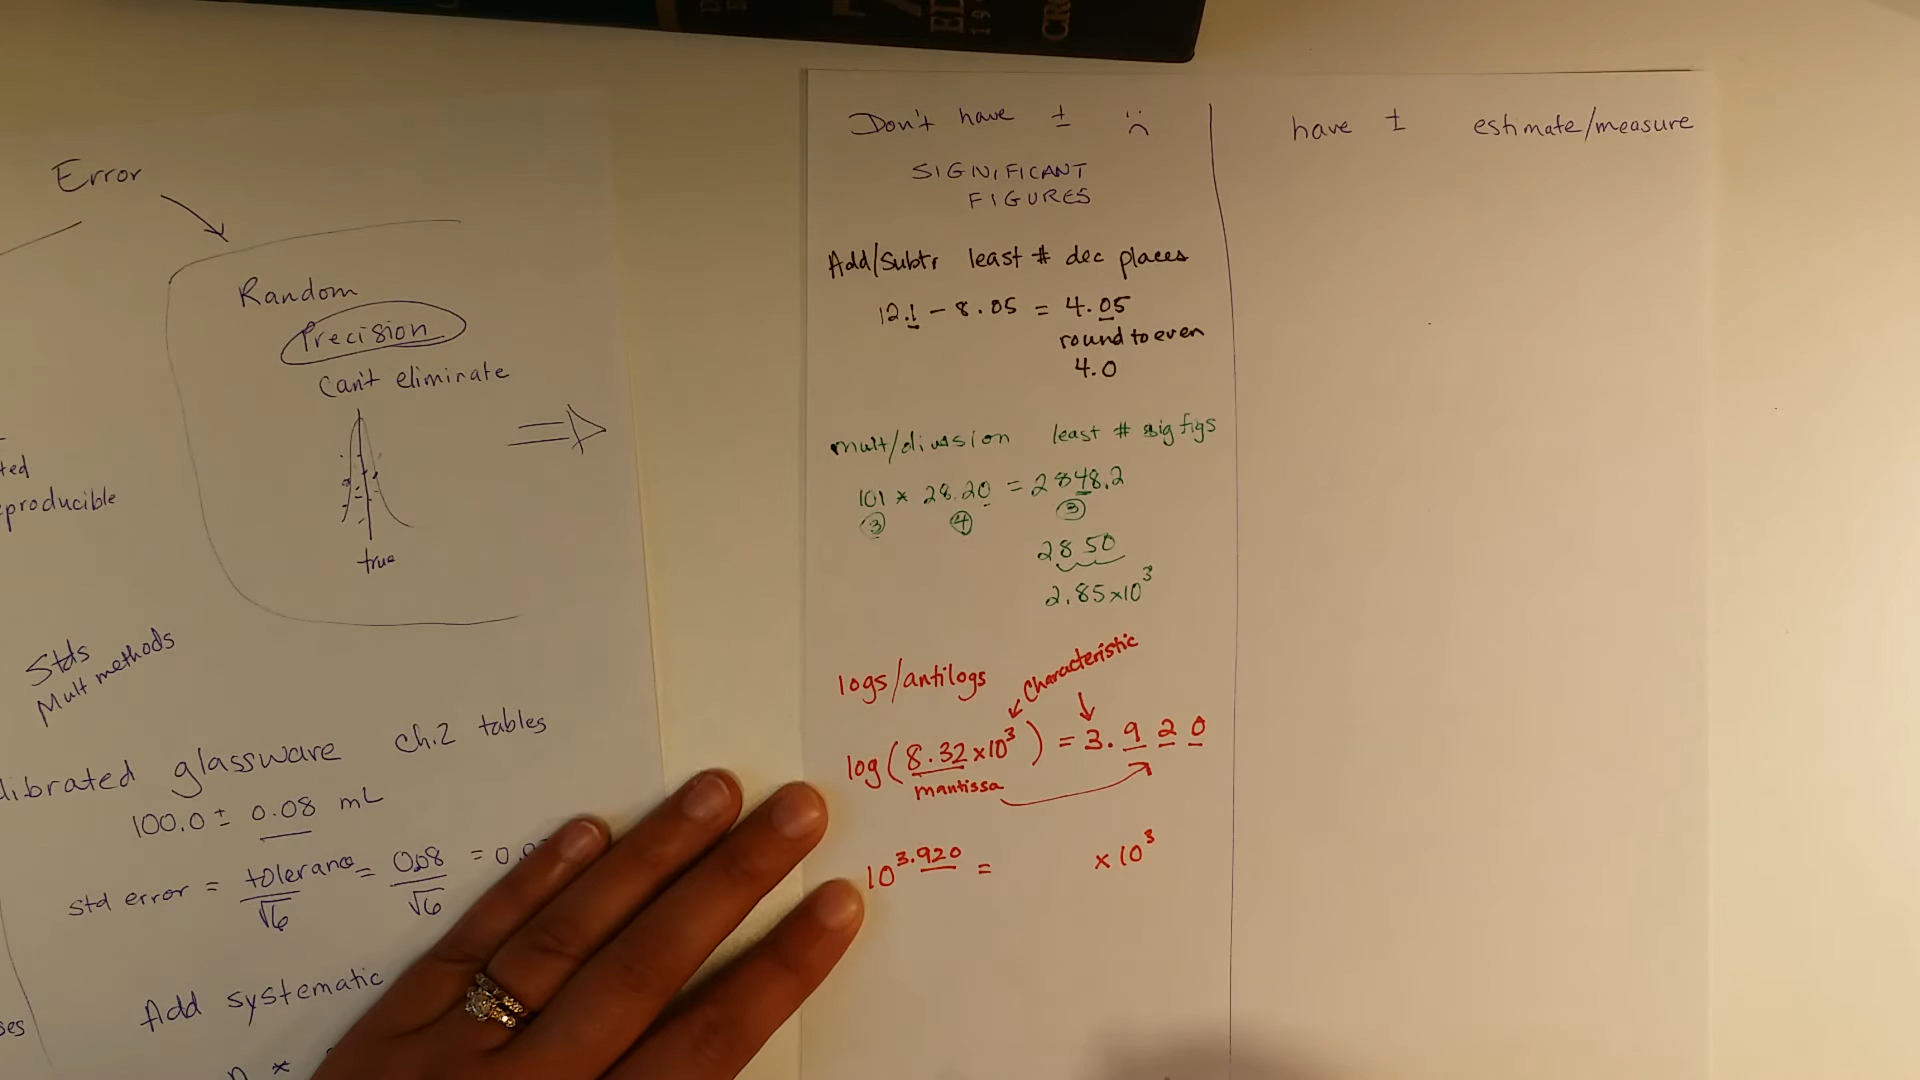 Error
Random
Precision
Can't eliminate
true
producible
Stds
Mult methods
librated glassware ch.2 tables
100.0 ± 0.08 mL
std error = tolerance/√6 = 0.08/√6 = 0.0
Add systematic
n *
Don't have ± :(
SIGNIFICANT
FIGURES
Add/Subtr least # dec places
12.1 - 8.05 = 4.05
round to even
4.0
mult/division least # sig figs
101 * 28.20 = 2848.2
3 4 3
2850
2.85×10³
logs/antilogs
Characteristic
log(8.32×10³) = 3.920
mantissa
10^3.920 = ×10³
have ± estimate/measure